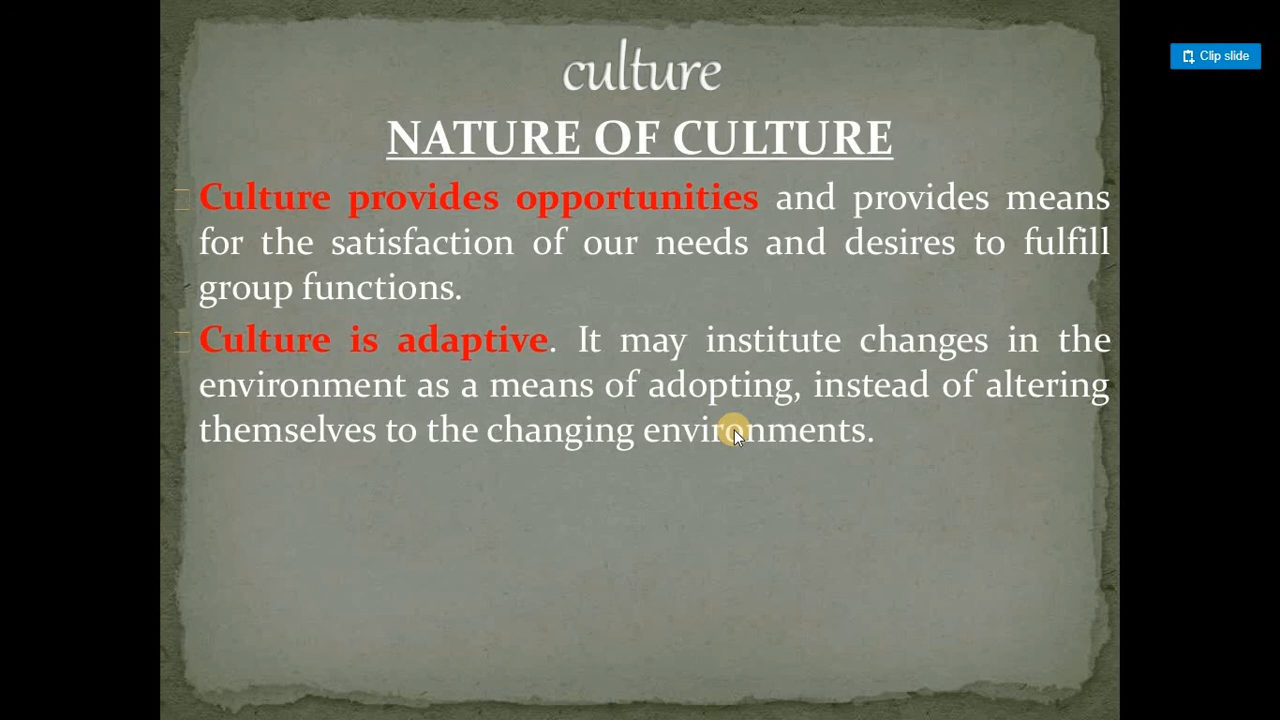 Clip slide
culture
NATURE OF CULTURE
Culture provides opportunities and provides means
for the satisfaction of our needs and desires to fulfill
group functions.
Culture is adaptive. It may institute changes in the
environment as a means of adopting, instead of altering
themselves to the changing environments.